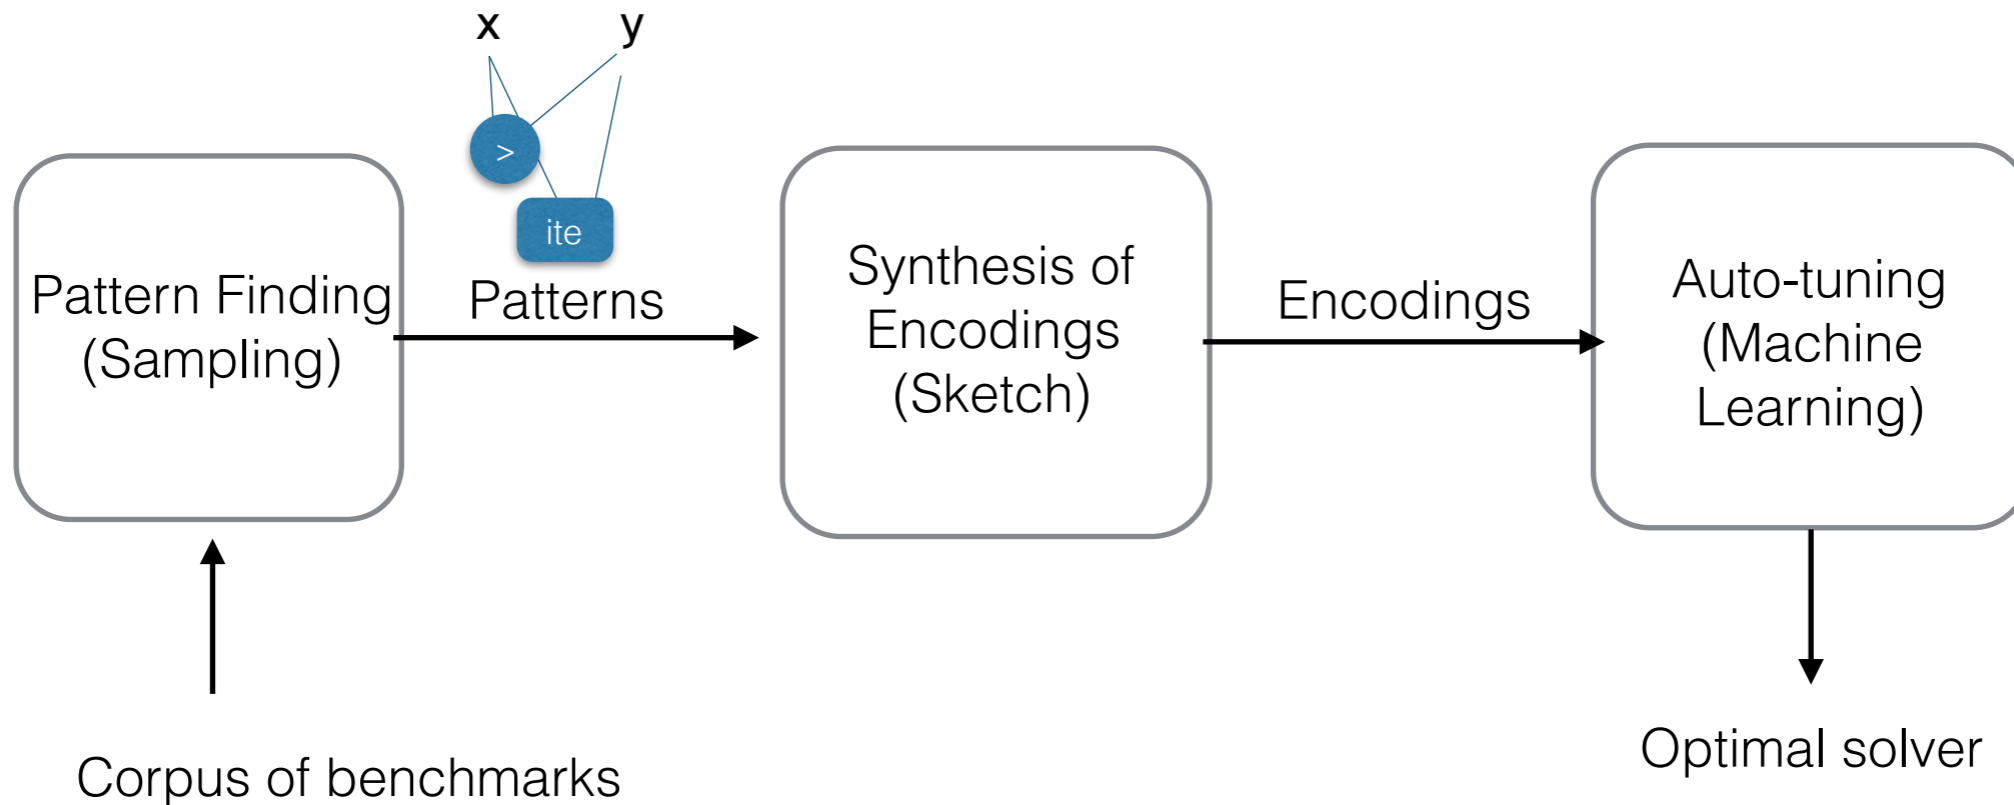 x
y
>
ite
Pattern Finding
(Sampling)
Patterns
Synthesis of
Encodings
(Sketch)
Encodings
Auto-tuning
(Machine
Learning)
Corpus of benchmarks
Optimal solver